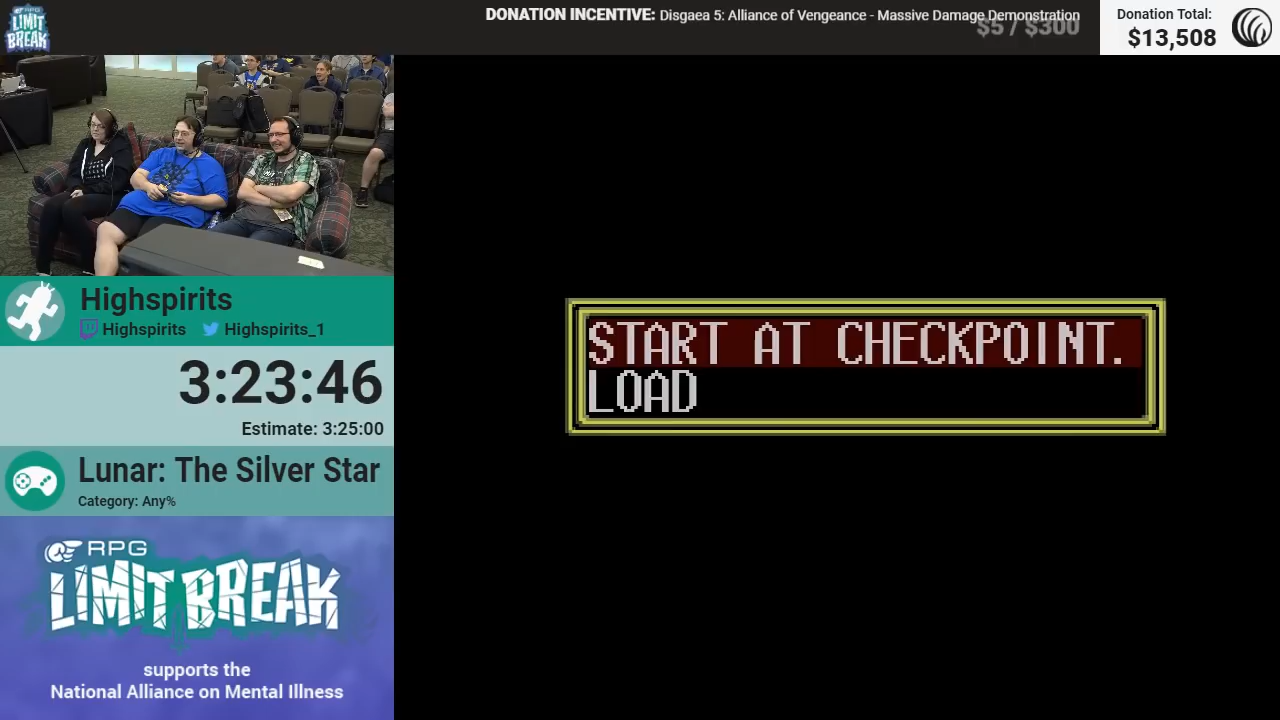 RPG
LIMIT
BREAK
DONATION INCENTIVE: Disgaea 5: Alliance of Vengeance - Massive Damage Demonstration
$5 / $300
Donation Total:
$13,508
Highspirits
Highspirits Highspirits_1
3:23:46
Estimate: 3:25:00
Lunar: The Silver Star
Category: Any%
RPG
LIMIT BREAK
supports the
National Alliance on Mental Illness
START AT CHECKPOINT.
LOAD